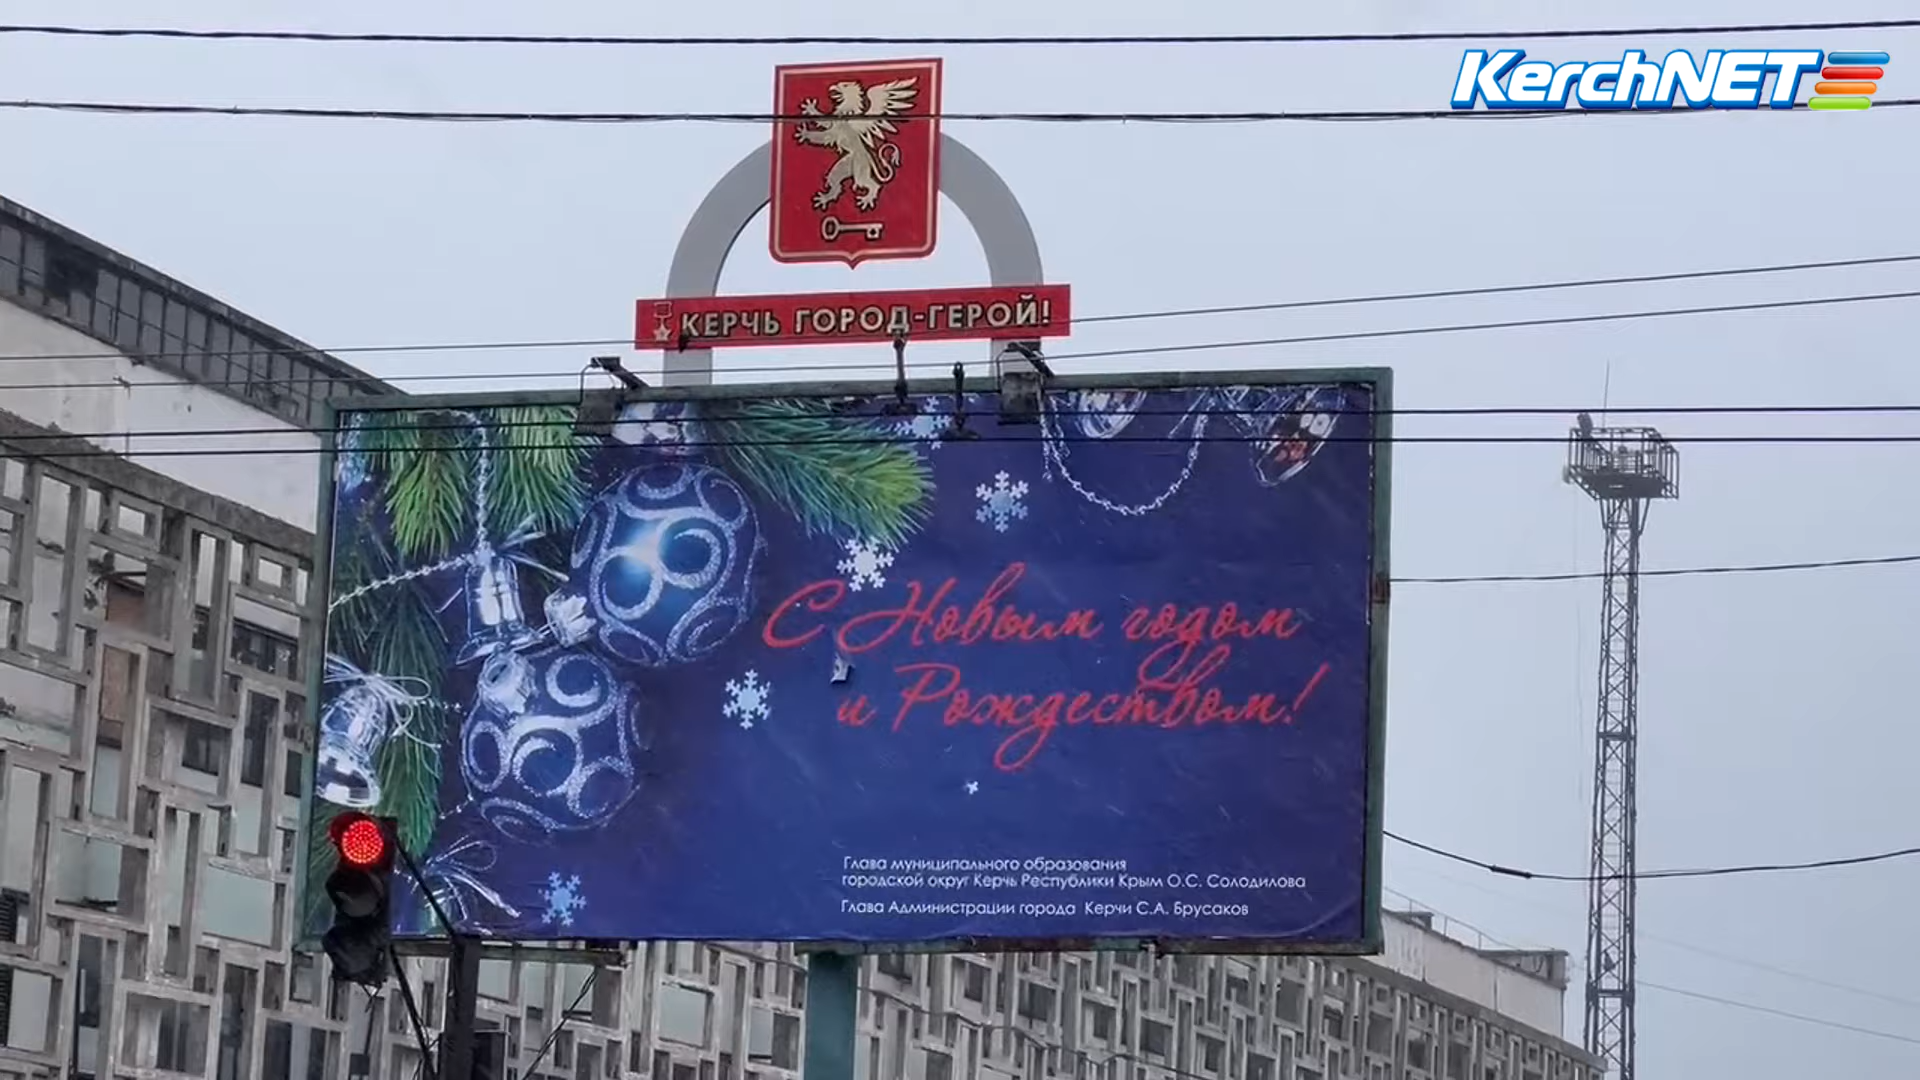 KerchNET
КЕРЧЬ ГОРОД-ГЕРОЙ!
С Новым годом
и Рождеством!
Глава муниципального образования
городской округ Керчь Республики Крым О.С. Солодилова
Глава Администрации города Керчи С.А. Брусаков